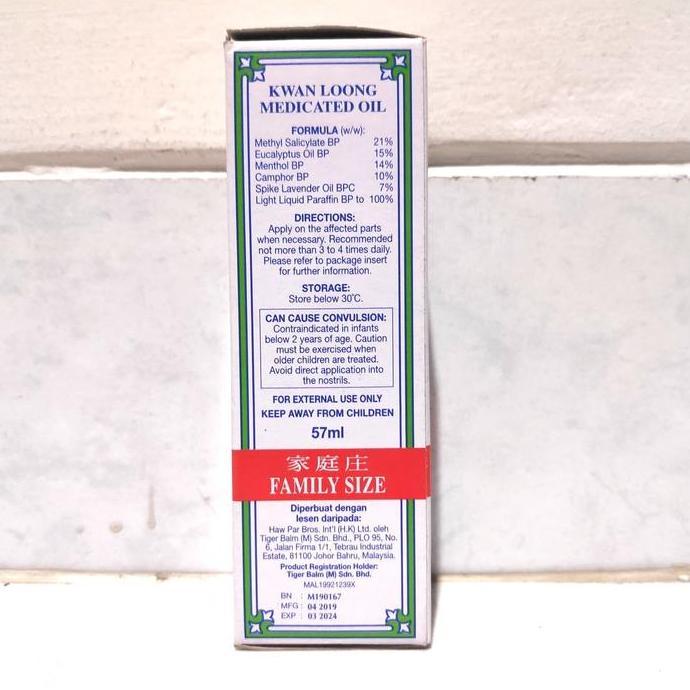 KWAN LOONG
MEDICATED OIL
FORMULA (w/w):
Methyl Salicylate BP 21%
Eucalyptus Oil BP 15%
Menthol BP 14%
Camphor BP 10%
Spike Lavender Oil BPC 7%
Light Liquid Paraffin BP to 100%
DIRECTIONS:
Apply on the affected parts
when necessary. Recommended
not more than 3 to 4 times daily.
Please refer to package insert
for further information.
STORAGE:
Store below 30°C.
CAN CAUSE CONVULSION:
Contraindicated in infants
below 2 years of age. Caution
must be exercised when
older children are treated.
Avoid direct application into
the nostrils.
FOR EXTERNAL USE ONLY
KEEP AWAY FROM CHILDREN
57ml
家庭庄
FAMILY SIZE
Diperbuat dengan
lesen daripada:
Haw Par Bros. Int'l (H.K) Ltd. oleh
Tiger Balm (M) Sdn. Bhd., PLO 95, No.
6, Jalan Firma 1/1, Tebrau Industrial
Estate, 81100 Johor Bahru, Malaysia.
Product Registration Holder:
Tiger Balm (M) Sdn. Bhd.
MAL19921239X
BN : M190167
MFG : 04 2019
EXP : 03 2024